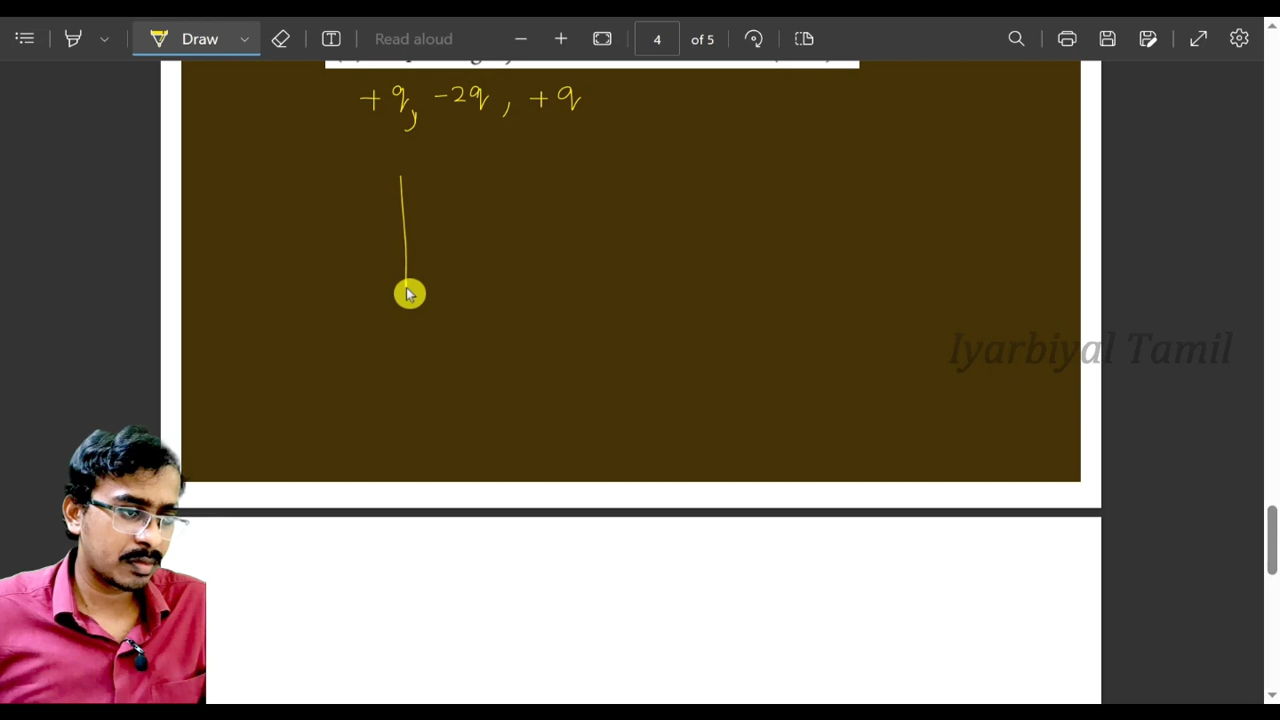 Draw
Read aloud
4 of 5
+q, -2q, +q
Iyarbiyal Tamil